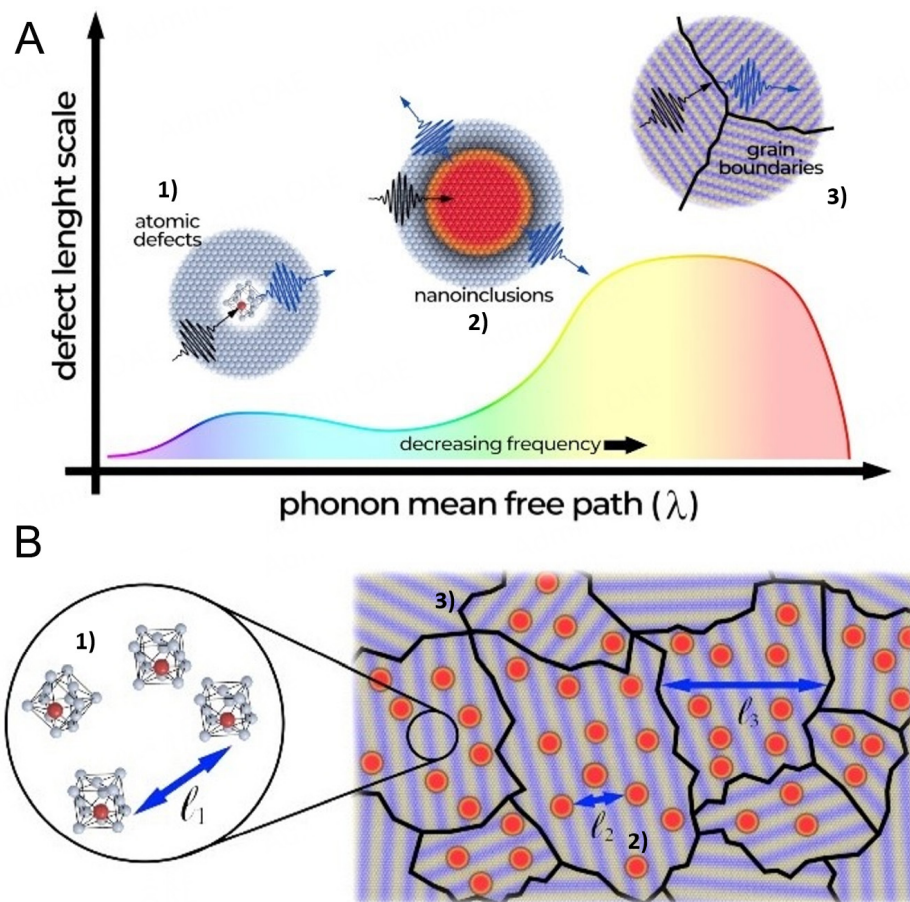 A
defect lenght scale
1)
atomic
defects
nanoinclusions
2)
grain
boundaries
3)
decreasing frequency
phonon mean free path (λ)
B
1)
ℓ1
3)
ℓ3
ℓ2
2)